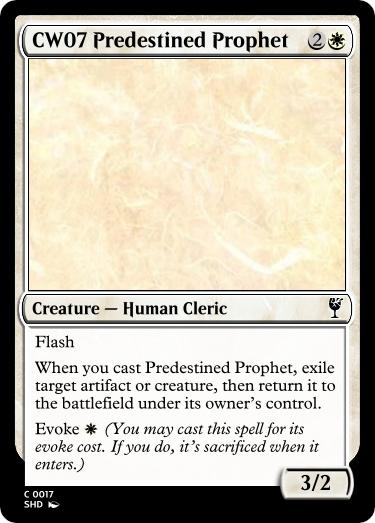 CW07 Predestined Prophet 2
Creature — Human Cleric
Flash
When you cast Predestined Prophet, exile
target artifact or creature, then return it to
the battlefield under its owner's control.
Evoke (You may cast this spell for its
evoke cost. If you do, it's sacrificed when it
enters.)
3/2
C 0017
SHD